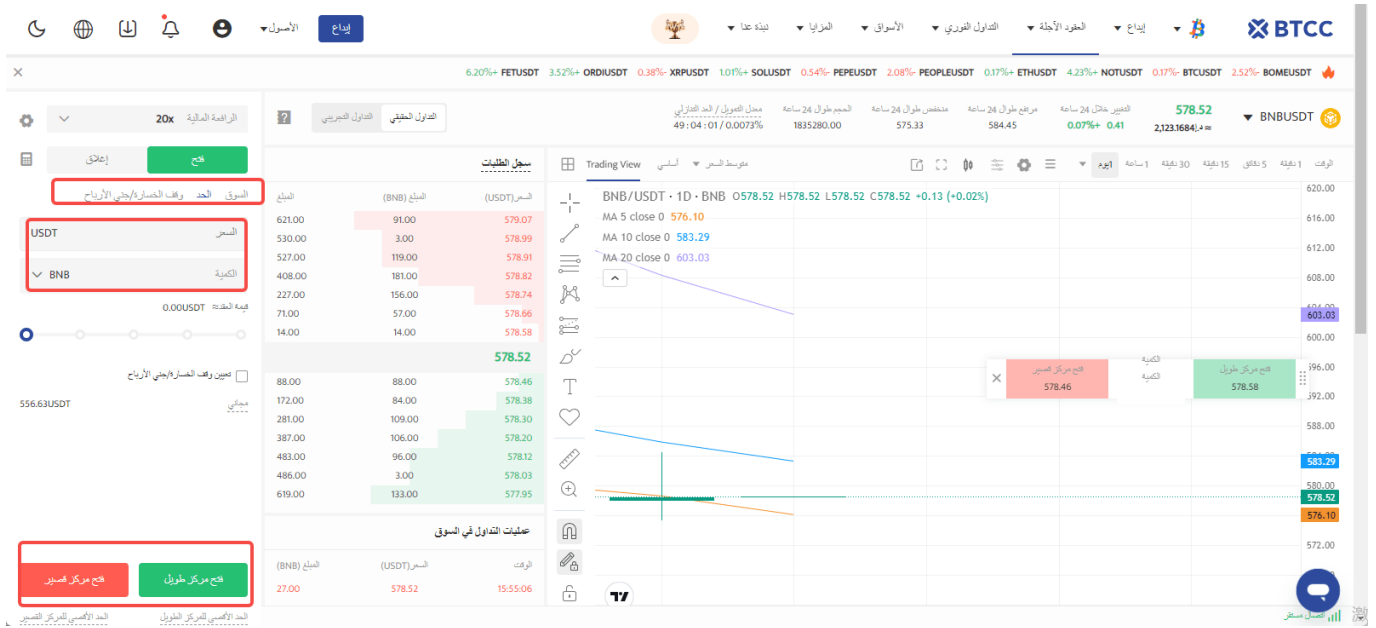 BTCC
إيداع
العقود الآجلة
التداول الفوري
الأسواق
المزايا
نبذة عنا
إيداع
الأصول
6.20%+ FETUSDT 3.52%+ ORDIUSDT 0.38%- XRPUSDT 1.01%+ SOLUSDT 0.54%- PEPEUSDT 2.08%- PEOPLEUSDT 0.17%+ ETHUSDT 4.23%+ NOTUSDT 0.17%- BTCUSDT 2.52%- BOMEUSDT
BNBUSDT
578.52
التغيير خلال 24 ساعة
0.07%+ 0.41
مرتفع طوال 24 ساعة
584.45
منخفض طوال 24 ساعة
575.33
الحجم طوال 24 ساعة
1835280.00
معدل التمويل / العد التنازلي
49:04:01 / 0.0073%
التداول الحقيقي
التداول التجريبي
الرافعة المالية 20x
فتح
إغلاق
السوق الحد وقف الخسارة/جني الأرباح
السعر USDT
الكمية BNB
قيمة العقد≈ 0.00USDT
تعيين وقف الخسارة/جني الأرباح
مجاني 556.63USDT
فتح مركز طويل
فتح مركز قصير
الحد الأقصى للمركز الطويل
الحد الأقصى للمركز القصير
سجل الطلبات
السعر(USDT) المبلغ (BNB) المبلغ
579.07 91.00 621.00
578.99 3.00 530.00
578.91 119.00 527.00
578.82 181.00 408.00
578.74 156.00 227.00
578.66 57.00 71.00
578.58 14.00 14.00
578.52
578.46 88.00 88.00
578.38 84.00 172.00
578.30 109.00 281.00
578.20 106.00 387.00
578.12 96.00 483.00
578.03 3.00 486.00
577.95 133.00 619.00
عمليات التداول في السوق
الوقت السعر(USDT) المبلغ (BNB)
15:55:06 578.52 27.00
الوقت 1 دقيقة 5 دقائق 15 دقيقة 30 دقيقة 1 ساعة 1يوم
متوسط السعر أساسي Trading View
BNB/USDT · 1D · BNB O578.52 H578.52 L578.52 C578.52 +0.13 (+0.02%)
MA 5 close 0 576.10
MA 10 close 0 583.29
MA 20 close 0 603.03
620.00
616.00
612.00
608.00
603.03
600.00
592.00
588.00
583.29
580.00
578.52
576.10
572.00
فتح مركز طويل
578.58
الكمية
الكمية
فتح مركز قصير
578.46
اتصال مستقر
激